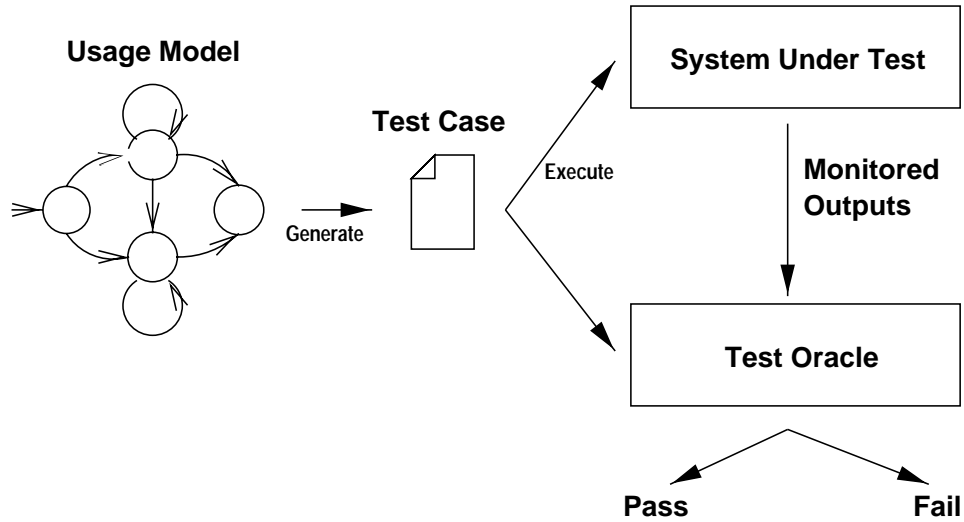 Usage Model
Generate
Test Case
Execute
System Under Test
Monitored
Outputs
Test Oracle
Pass
Fail